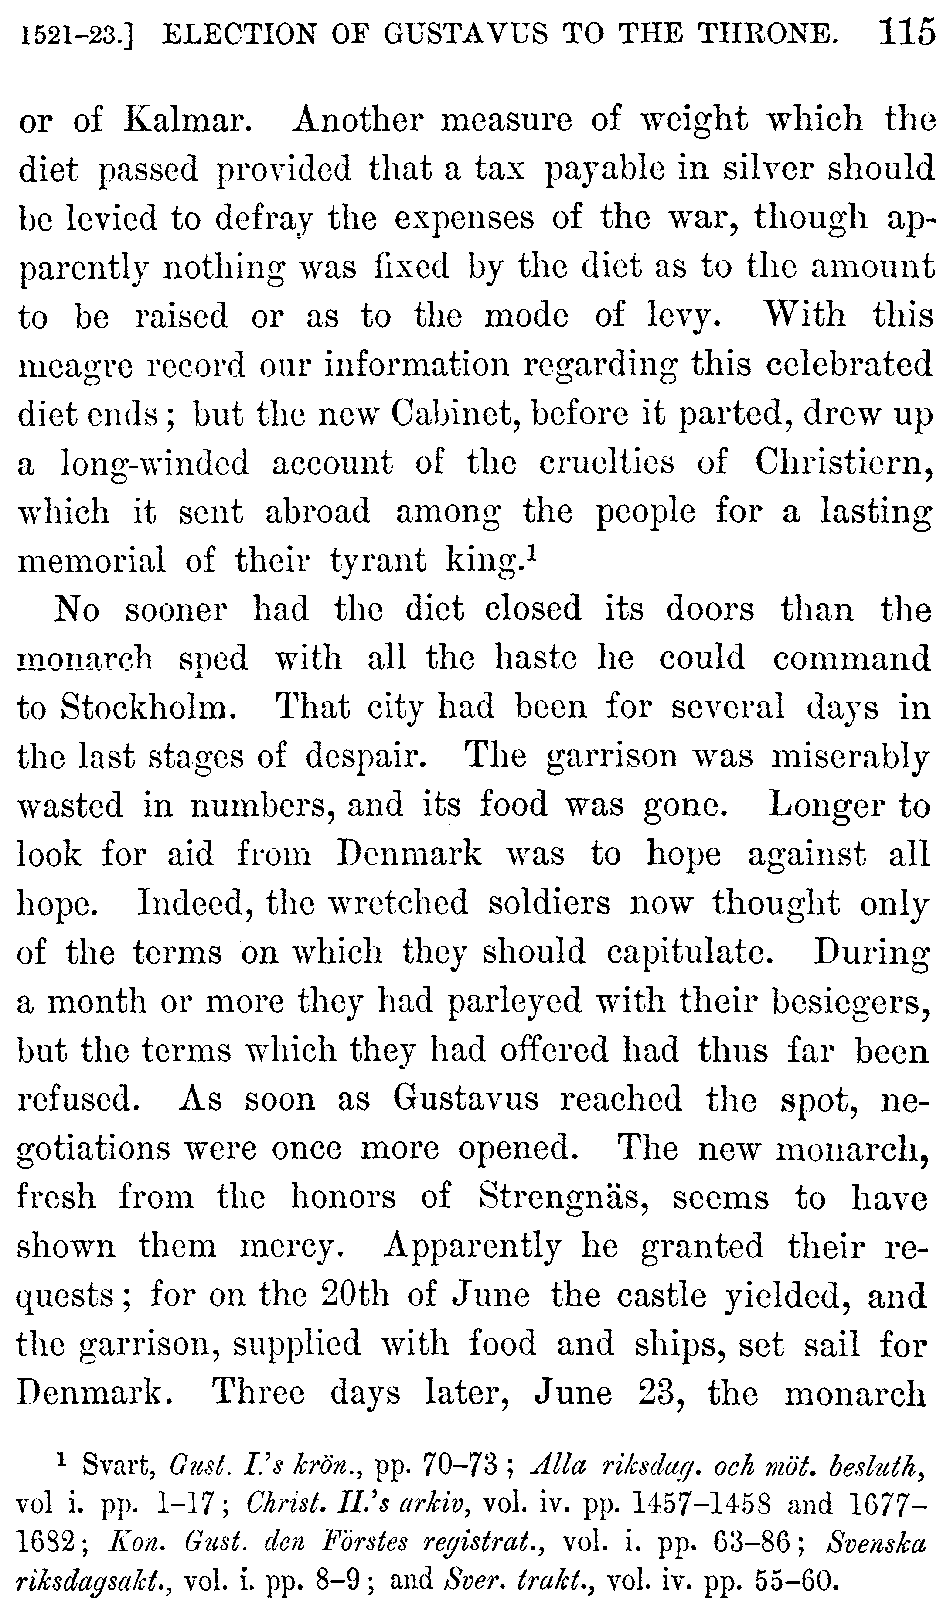 1521-23.] ELECTION OF GUSTAVUS TO THE THRONE. 115
or of Kalmar. Another measure of weight which the
diet passed provided that a tax payable in silver should
be levied to defray the expenses of the war, though ap-
parently nothing was fixed by the diet as to the amount
to be raised or as to the mode of levy. With this
meagre record our information regarding this celebrated
diet ends; but the new Cabinet, before it parted, drew up
a long-winded account of the cruelties of Christiern,
which it sent abroad among the people for a lasting
memorial of their tyrant king.¹
No sooner had the diet closed its doors than the
monarch sped with all the haste he could command
to Stockholm. That city had been for several days in
the last stages of despair. The garrison was miserably
wasted in numbers, and its food was gone. Longer to
look for aid from Denmark was to hope against all
hope. Indeed, the wretched soldiers now thought only
of the terms on which they should capitulate. During
a month or more they had parleyed with their besiegers,
but the terms which they had offered had thus far been
refused. As soon as Gustavus reached the spot, ne-
gotiations were once more opened. The new monarch,
fresh from the honors of Strengnäs, seems to have
shown them mercy. Apparently he granted their re-
quests; for on the 20th of June the castle yielded, and
the garrison, supplied with food and ships, set sail for
Denmark. Three days later, June 23, the monarch
¹ Svart, Gust. I.'s krön., pp. 70-73; Alla riksdag. och möt. besluth,
vol i. pp. 1-17; Christ. II.'s arkiv, vol. iv. pp. 1457-1458 and 1677-
1682; Kon. Gust. den Förstes registrat., vol. i. pp. 63-86; Svenska
riksdagsakt., vol. i. pp. 8-9; and Sver. trakt., vol. iv. pp. 55-60.